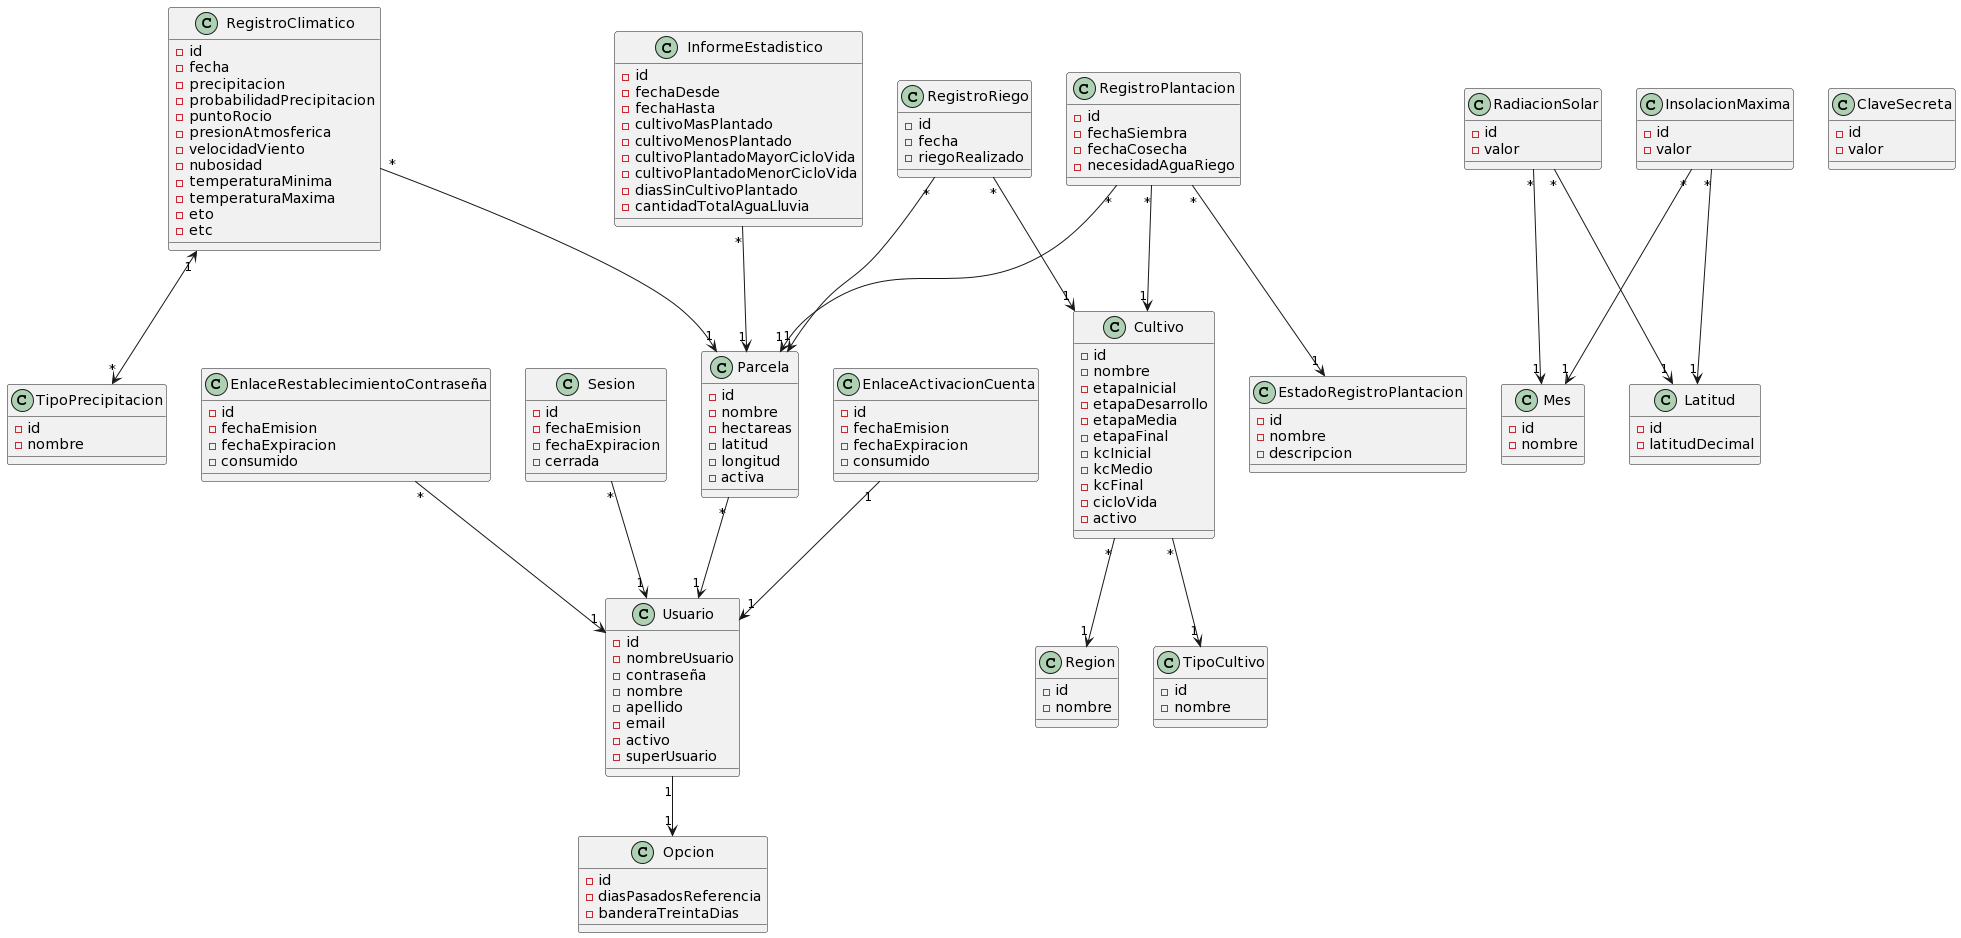 RegistroClimatico
id
fecha
precipitacion
probabilidadPrecipitacion
puntoRocio
presionAtmosferica
velocidadViento
nubosidad
temperaturaMinima
temperaturaMaxima
eto
etc
InformeEstadistico
id
fechaDesde
fechaHasta
cultivoMasPlantado
cultivoMenosPlantado
cultivoPlantadoMayorCicloVida
cultivoPlantadoMenorCicloVida
diasSinCultivoPlantado
cantidadTotalAguaLluvia
RegistroRiego
id
fecha
riegoRealizado
RegistroPlantacion
id
fechaSiembra
fechaCosecha
necesidadAguaRiego
RadiacionSolar
id
valor
InsolacionMaxima
id
valor
ClaveSecreta
id
valor
*
1
*
*
*
*
*
*
*
*
*
*
1
1
1
1
1
1
1
*
1
1
1
1
TipoPrecipitacion
id
nombre
EnlaceRestablecimientoContraseña
id
fechaEmision
fechaExpiracion
consumido
Sesion
id
fechaEmision
fechaExpiracion
cerrada
Parcela
id
nombre
hectareas
latitud
longitud
activa
EnlaceActivacionCuenta
id
fechaEmision
fechaExpiracion
consumido
Cultivo
id
nombre
etapaInicial
etapaDesarrollo
etapaMedia
etapaFinal
kcInicial
kcMedio
kcFinal
cicloVida
activo
EstadoRegistroPlantacion
id
nombre
descripcion
Mes
id
nombre
Latitud
id
latitudDecimal
*
*
*
1
*
*
1
1
1
1
1
1
Usuario
id
nombreUsuario
contraseña
nombre
apellido
email
activo
superUsuario
Region
id
nombre
TipoCultivo
id
nombre
1
1
Opcion
id
diasPasadosReferencia
banderaTreintaDias